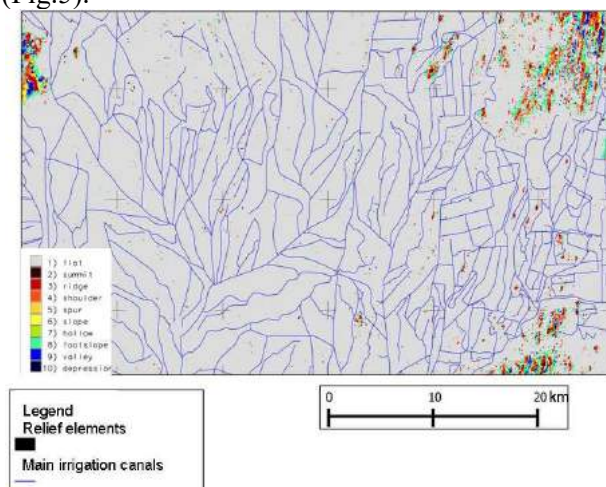 (Fig.5).
1) flat
2) summit
3) ridge
4) shoulder
5) spur
6) slope
7) hollow
8) footslope
9) valley
10) depression
Legend
Relief elements
Main irrigation canals
0 10 20 km